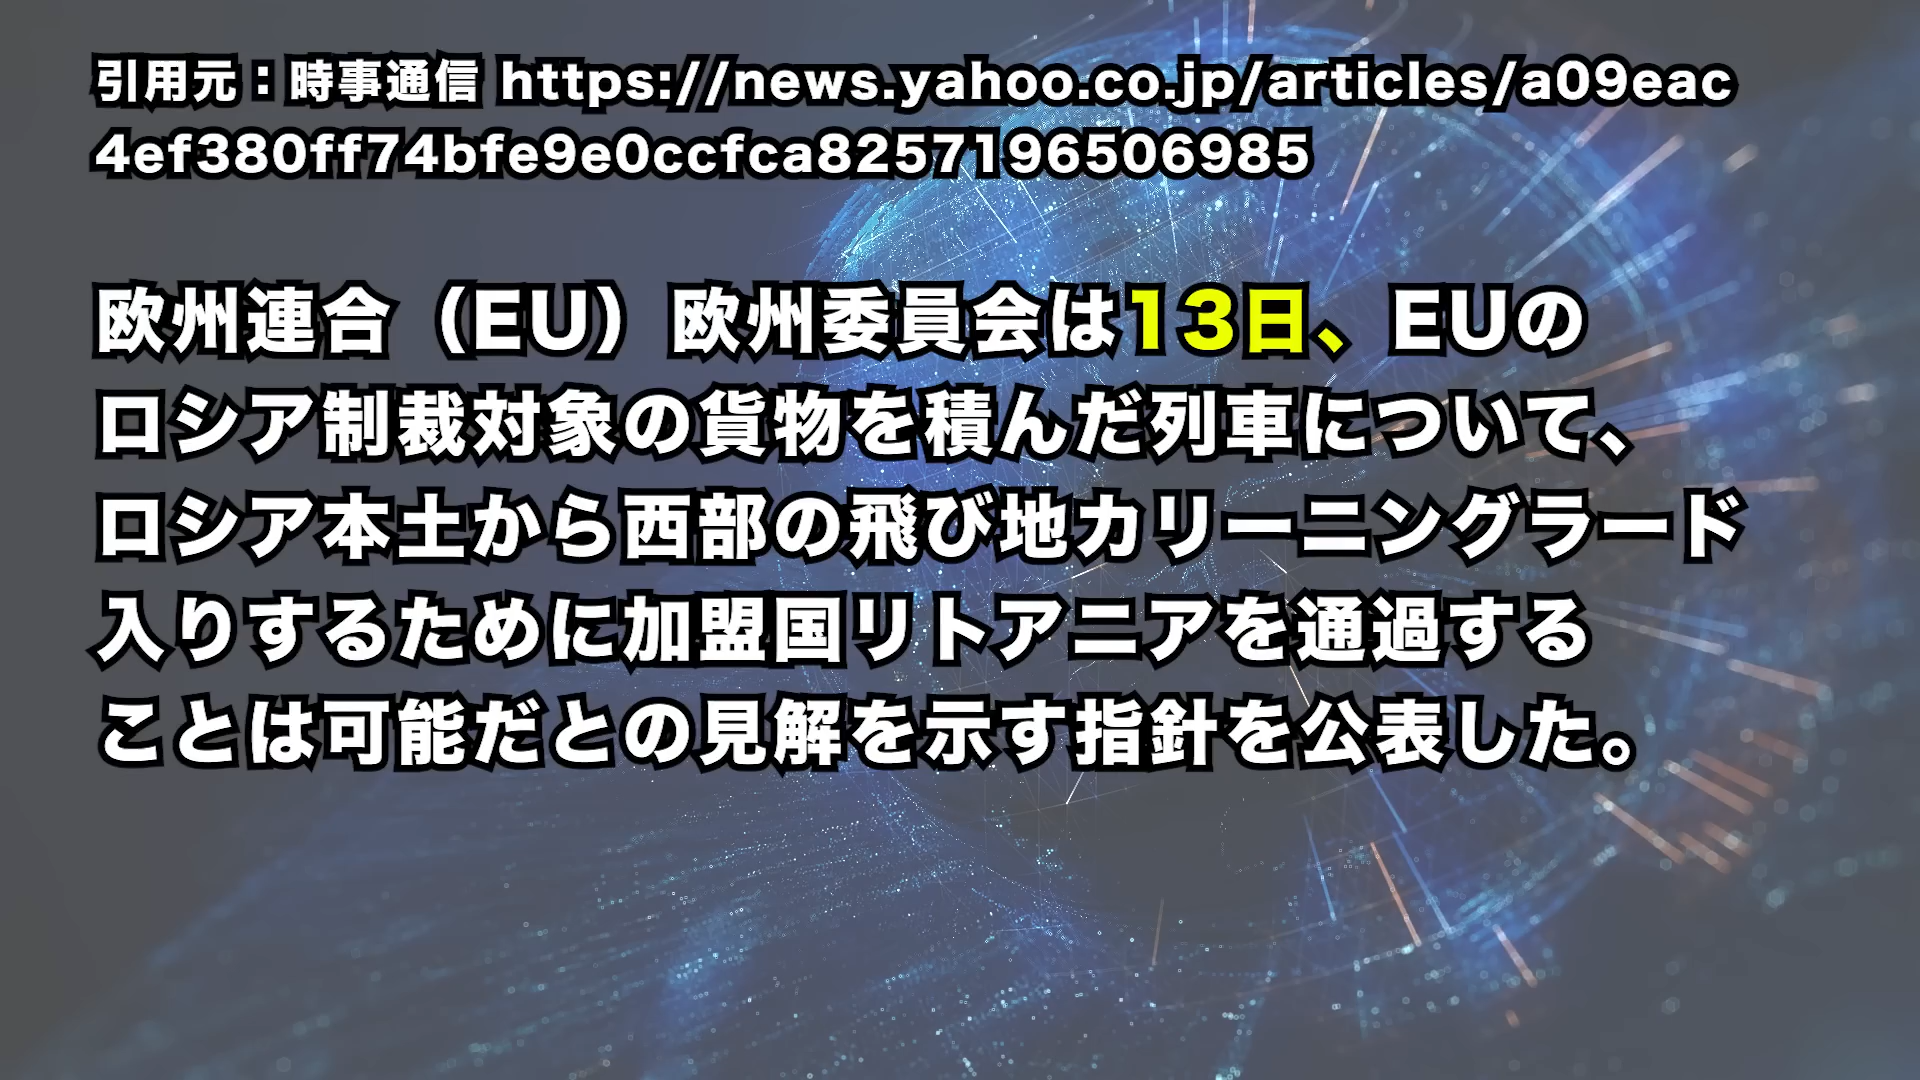 引用元：時事通信 https://news.yahoo.co.jp/articles/a09eac
4ef380ff74bfe9e0ccfca8257196506985
欧州連合（EU）欧州委員会は13日、EUの
ロシア制裁対象の貨物を積んだ列車について、
ロシア本土から西部の飛び地カリーニングラード
入りするために加盟国リトアニアを通過する
ことは可能だとの見解を示す指針を公表した。